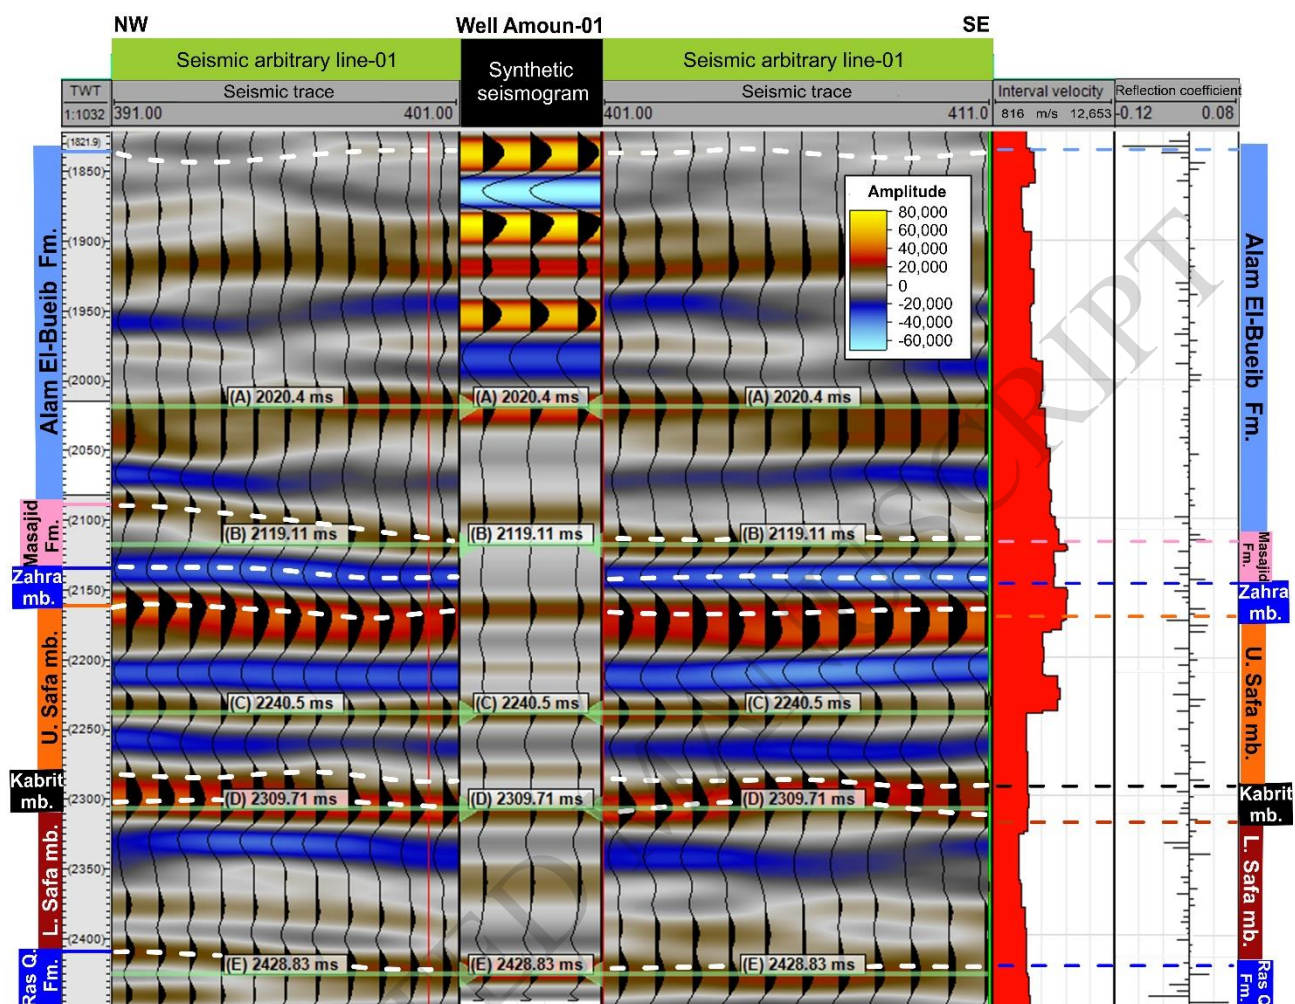 NW
Well Amoun-01
SE
Seismic arbitrary line-01
Synthetic
seismogram
Seismic arbitrary line-01
TWT
1:1032
Seismic trace
391.00
401.00
Seismic trace
401.00
411.0
Interval velocity
816 m/s 12,653
Reflection coefficient
-0.12
0.08
(1821.9)
(1850)
(1900)
(1950)
(2000)
(2050)
(2100)
(2150)
(2200)
(2250)
(2300)
(2350)
(2400)
Alam El-Bueib Fm.
Masajid
Fm.
Zahra
mb.
U. Safa mb.
Kabrit
mb.
L. Safa mb.
Ras Q.
Fm.
Amplitude
80,000
60,000
40,000
20,000
0
-20,000
-40,000
-60,000
(A) 2020.4 ms
(A) 2020.4 ms
(A) 2020.4 ms
(B) 2119.11 ms
(B) 2119.11 ms
(B) 2119.11 ms
(C) 2240.5 ms
(C) 2240.5 ms
(C) 2240.5 ms
(D) 2309.71 ms
(D) 2309.71 ms
(D) 2309.71 ms
(E) 2428.83 ms
(E) 2428.83 ms
(E) 2428.83 ms
Alam El-Bueib Fm.
Masajid
Fm.
Zahra
mb.
U. Safa mb.
Kabrit
mb.
L. Safa mb.
Ras Q.
Fm.
ED MANUSCRIPT